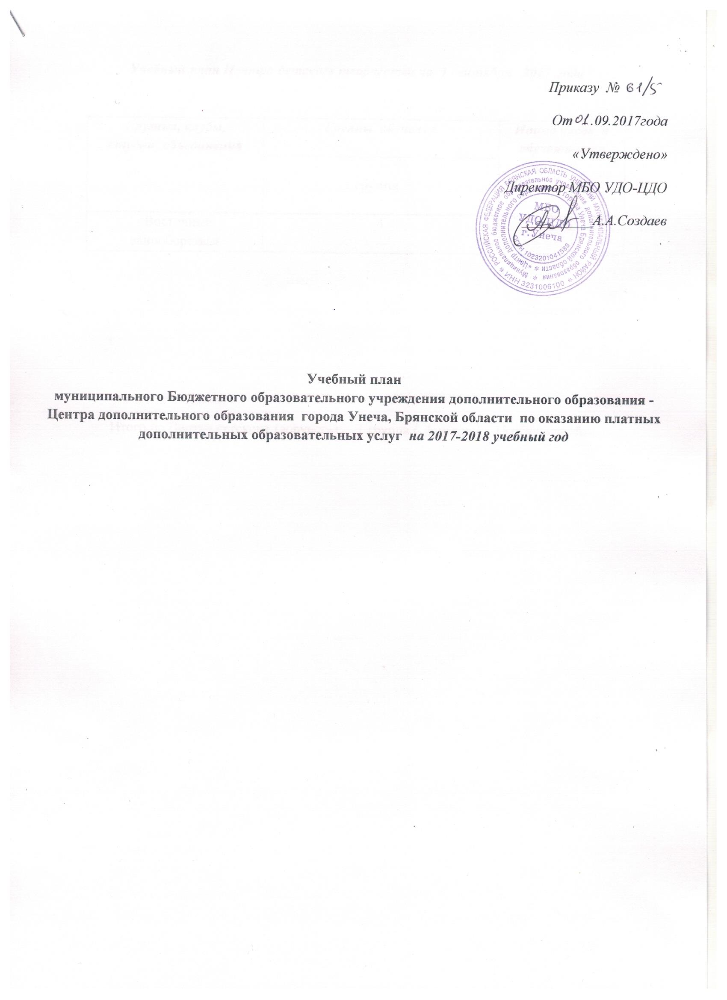 Приказу № 61/5
От 01.09.2017года
«Утверждено»
Директор МБО УДО-ЦДО
А.А.Создаев
РОССИЙСКАЯ ФЕДЕРАЦИЯ БРЯНСКАЯ ОБЛАСТЬ УНЕЧСКИЙ МУНИЦИПАЛЬНЫЙ РАЙОН * ИНН 3231006100 *
Муниципальное бюджетное образовательное учреждение дополнительного образования *
«Центр дополнительного образования» города Унеча Брянской области *
ОГРН 1023201041588
МБО
УДО-ЦДО
г. Унеча
Учебный план
муниципального Бюджетного образовательного учреждения дополнительного образования -
Центра дополнительного образования города Унеча, Брянской области по оказанию платных
дополнительных образовательных услуг на 2017-2018 учебный год